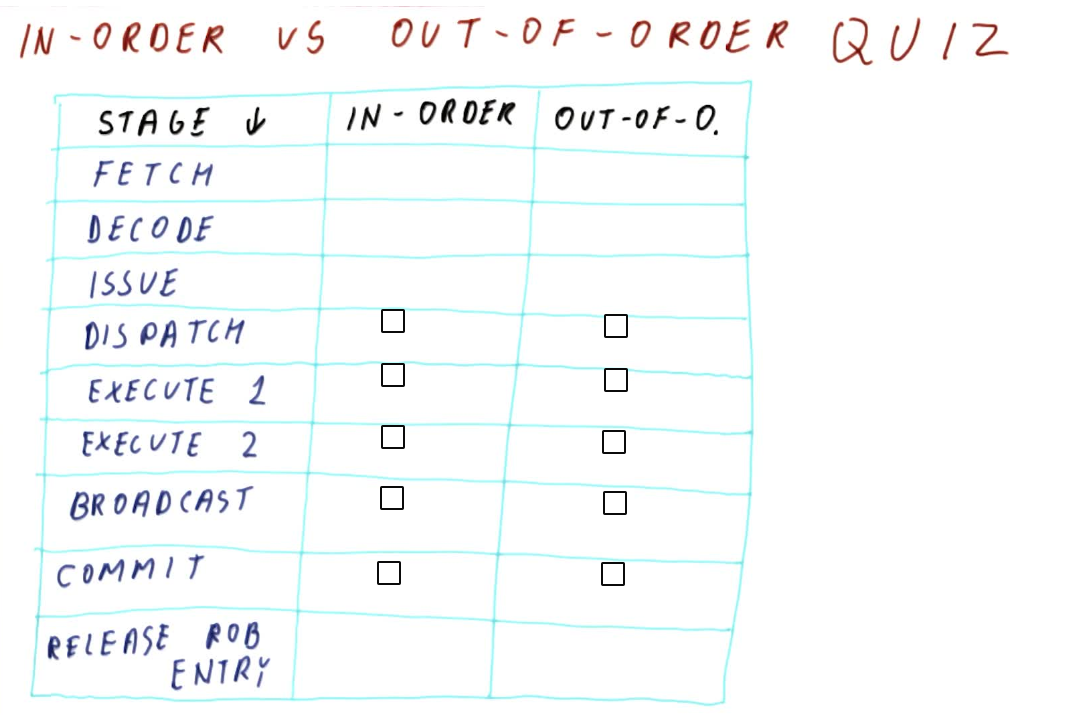 IN-ORDER VS OUT-OF-ORDER QUIZ
STAGE ↓ IN-ORDER OUT-OF-O.
FETCH
DECODE
ISSUE
DISPATCH
EXECUTE 1
EXECUTE 2
BROADCAST
COMMIT
RELEASE ROB
ENTRY